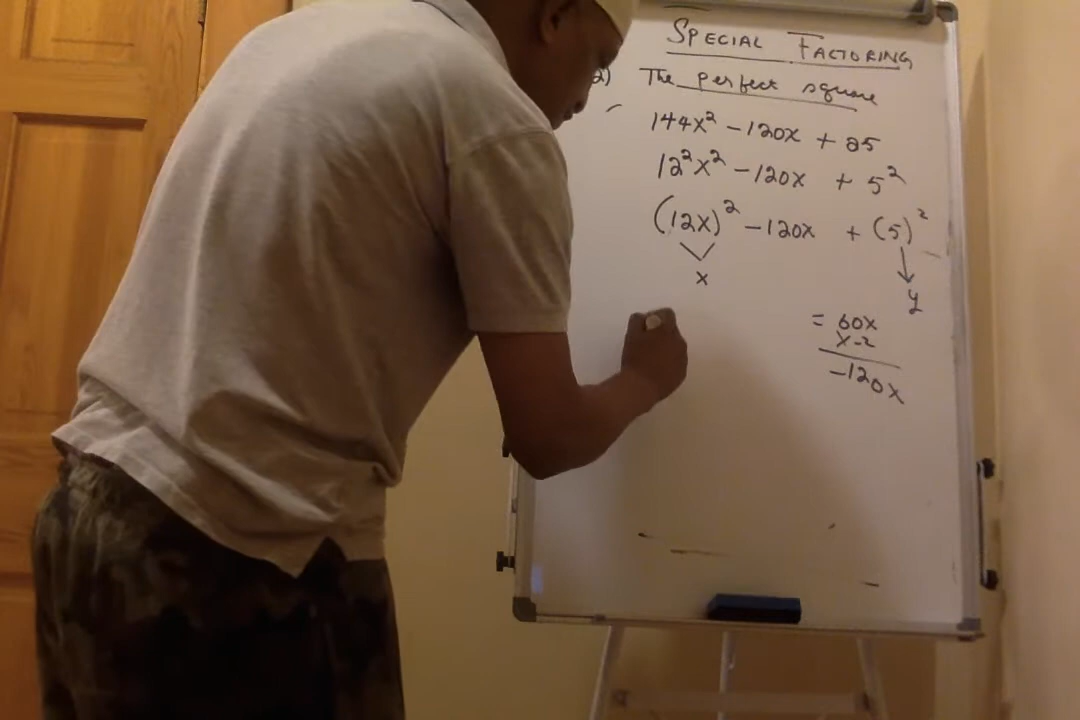 SPECIAL FACTORING
2) The perfect square
144x² - 120x + 25
12²x² - 120x + 5²
(12x)² - 120x + (5)²
x
y
= 60x
x-2
-120x